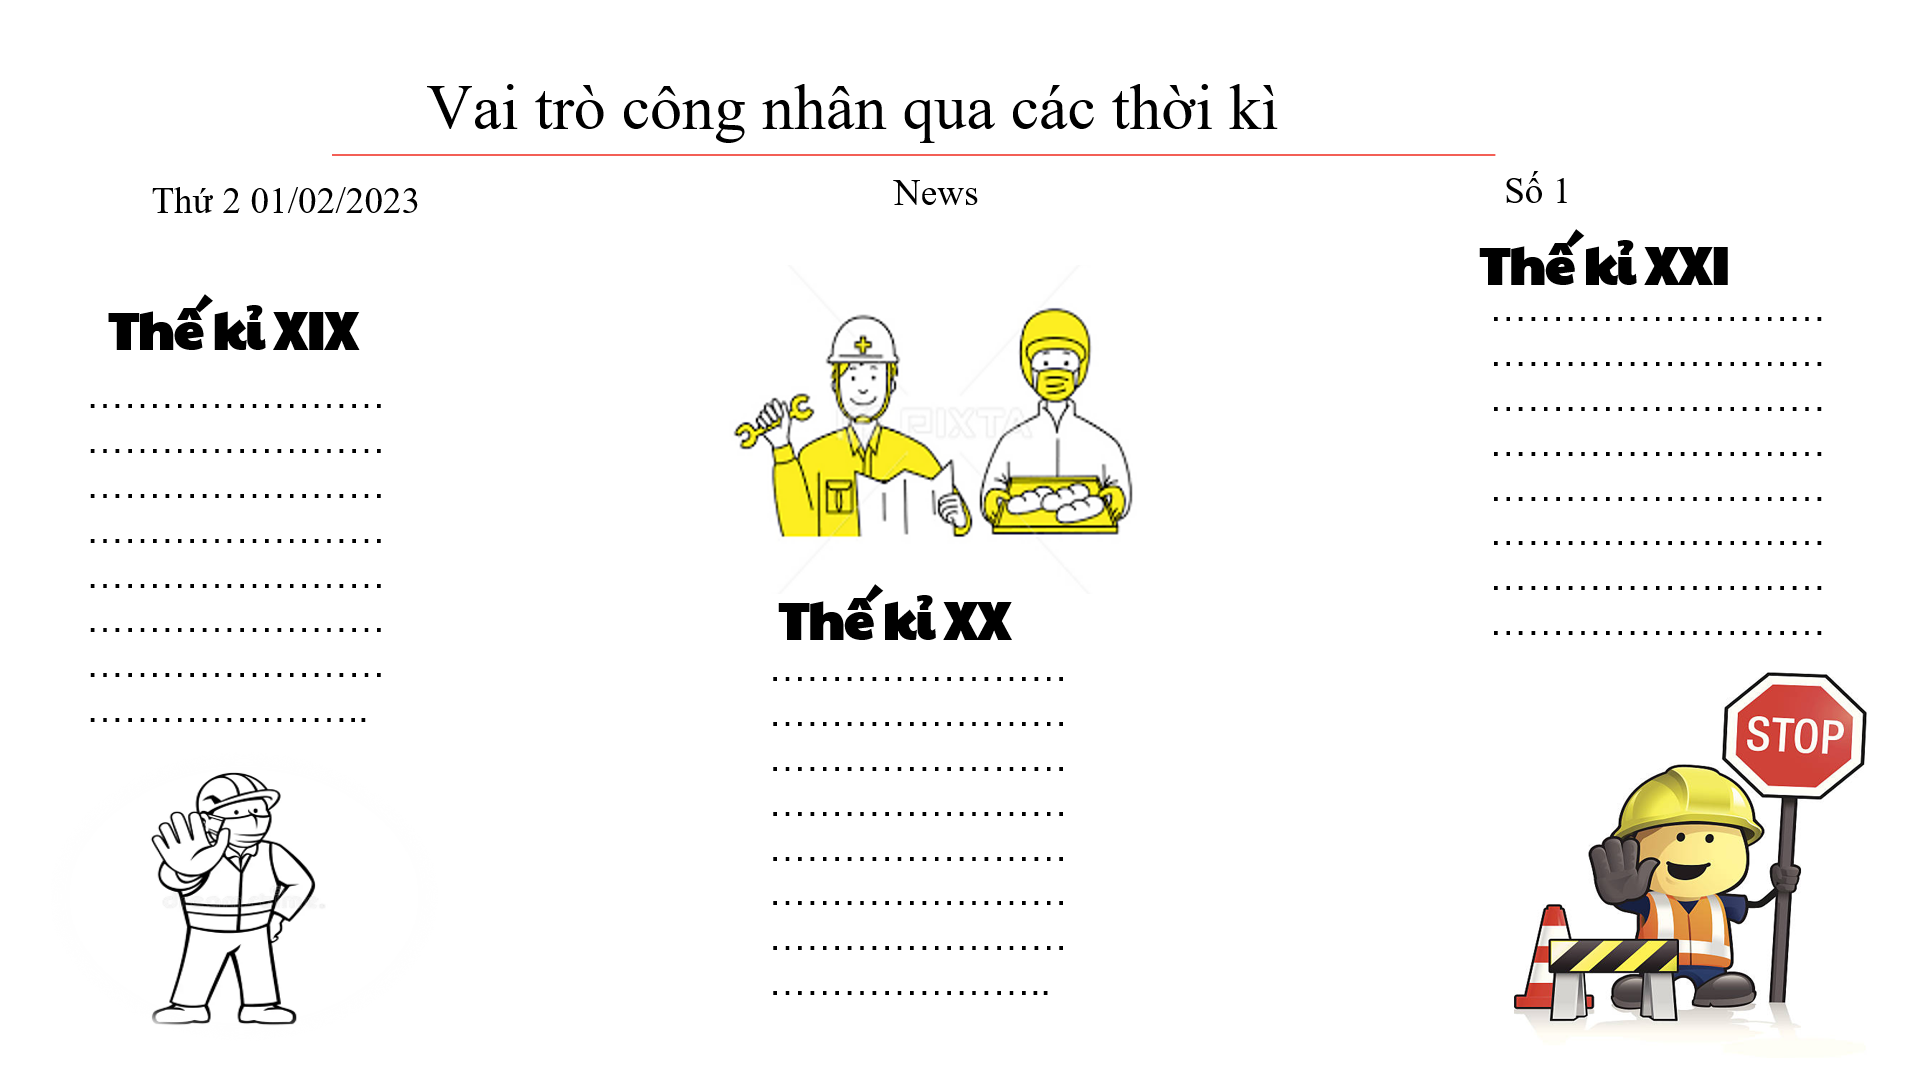 Vai trò công nhân qua các thời kì
Thứ 2 01/02/2023
News
Số 1
Thế kỉ XIX
……………………
……………………
……………………
……………………
……………………
……………………
……………………
…………………..
PIXTA
Thế kỉ XX
……………………
……………………
……………………
……………………
……………………
……………………
……………………
…………………..
Thế kỉ XXI
………………………
………………………
………………………
………………………
………………………
………………………
………………………
………………………
STOP